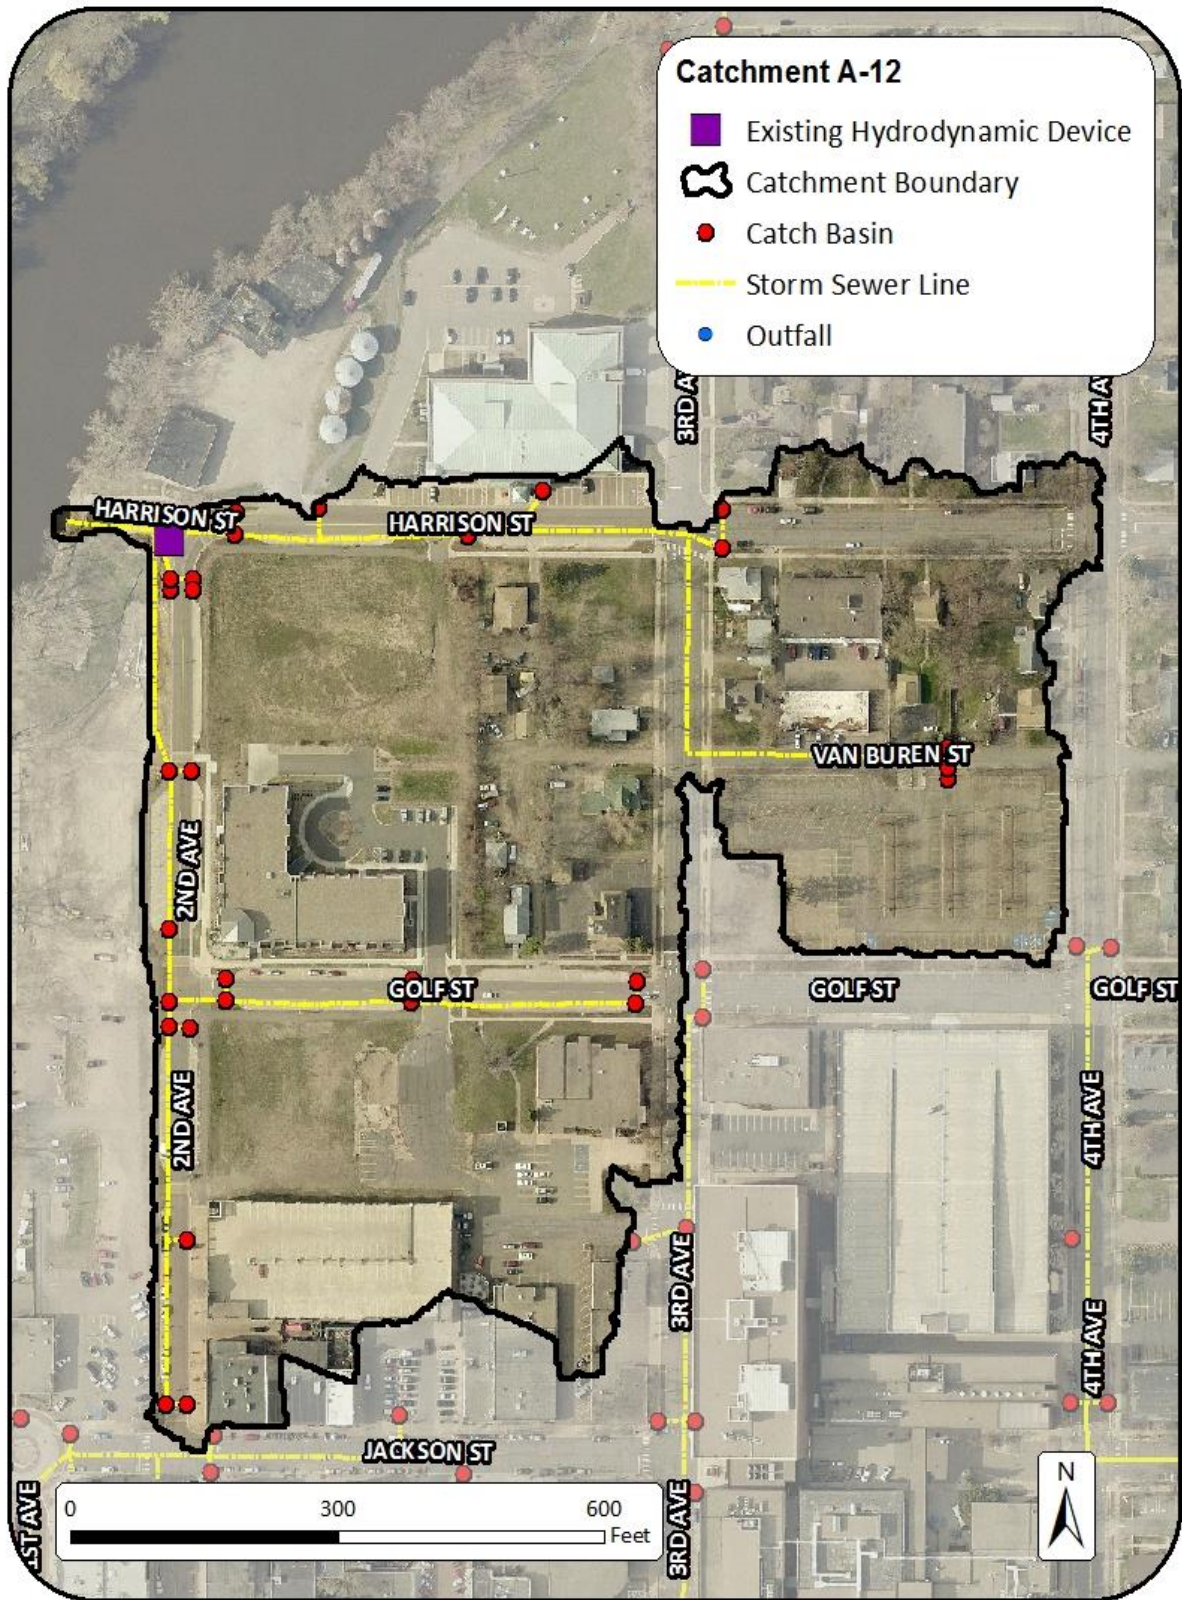 Catchment A-12
Existing Hydrodynamic Device
Catchment Boundary
Catch Basin
Storm Sewer Line
Outfall
3RD A
4TH A
HARRISON ST
HARRISON ST
VAN BUREN ST
2ND AVE
GOLF ST
GOLF ST
GOLF ST
2ND AVE
4TH AVE
3RD AVE
4TH AVE
JACKSON ST
1ST AVE
3RD AVE
0 300 600
Feet
N